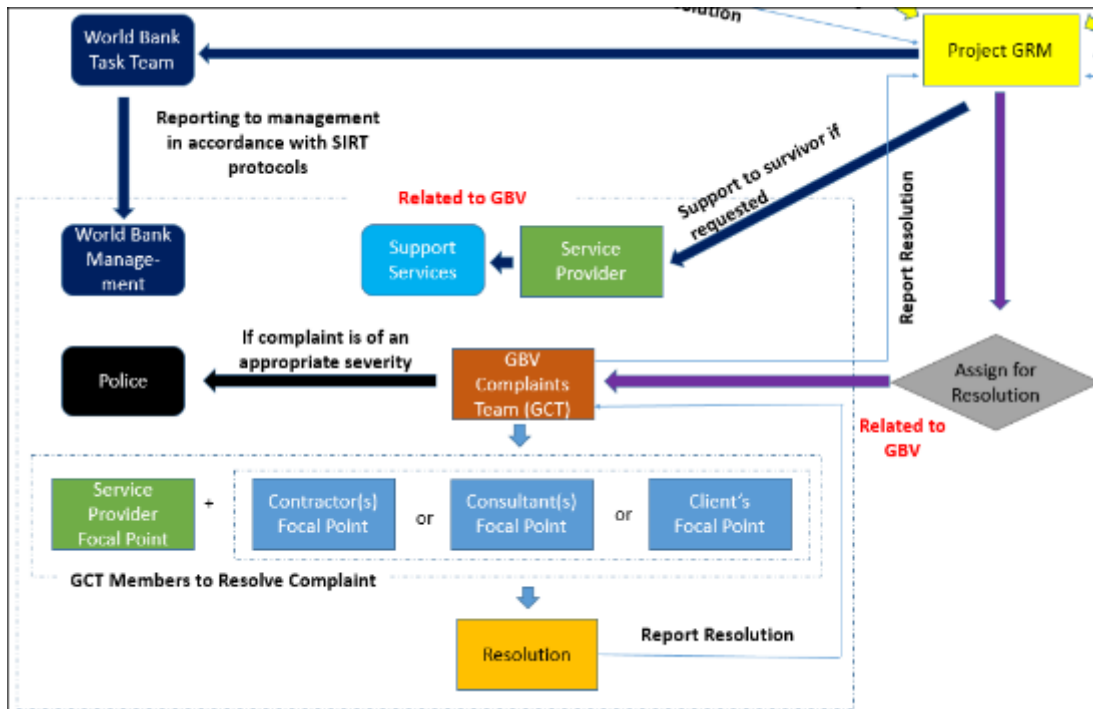 World Bank
Task Team
Project GRM
Reporting to management
in accordance with SIRT
protocols
Support to survivor if
requested
Report Resolution
Related to GBV
World Bank
Manage-
ment
Support
Services
Service
Provider
If complaint is of an
appropriate severity
Police
GBV
Complaints
Team (GCT)
Assign for
Resolution
Related to
GBV
Service
Provider
Focal Point
+
Contractor(s)
Focal Point
or
Consultant(s)
Focal Point
or
Client's
Focal Point
GCT Members to Resolve Complaint
Resolution
Report Resolution